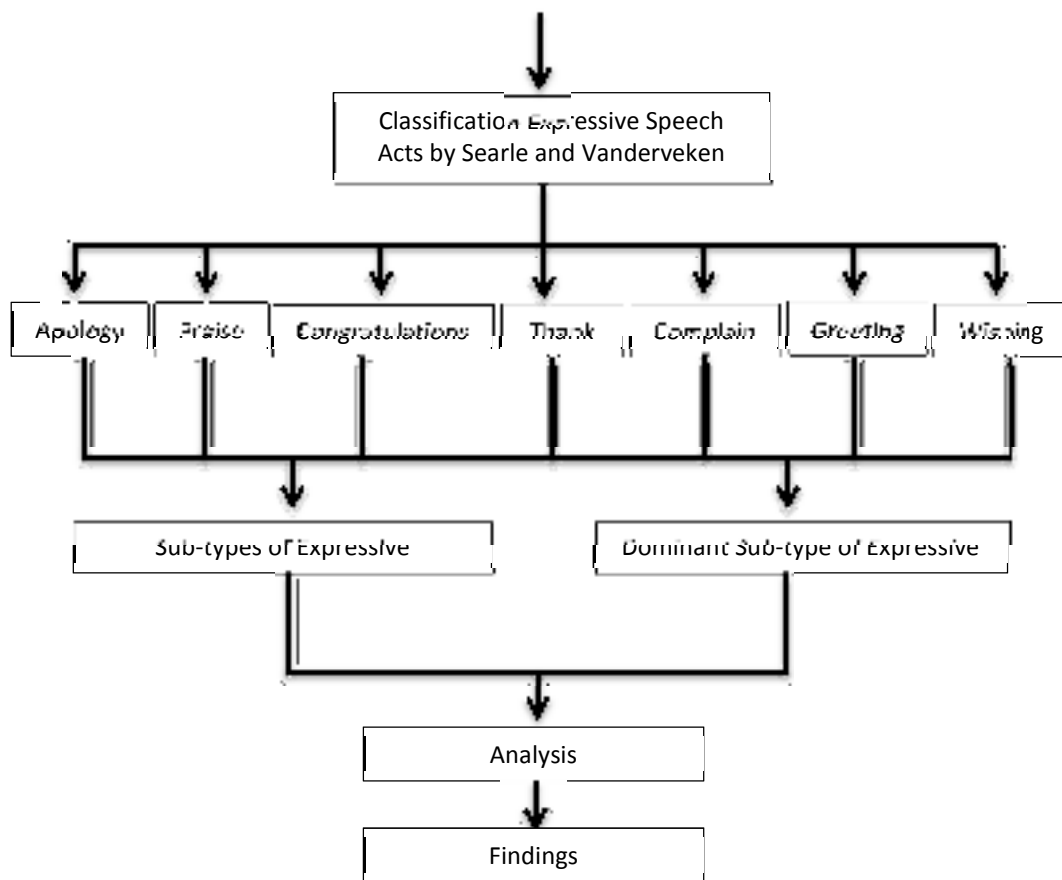 Classification Expressive Speech
Acts by Searle and Vanderveken
Apology
Praise
Congratulations
Thank
Complain
Greeting
Wishing
Sub-types of Expressive
Dominant Sub-type of Expressive
Analysis
Findings